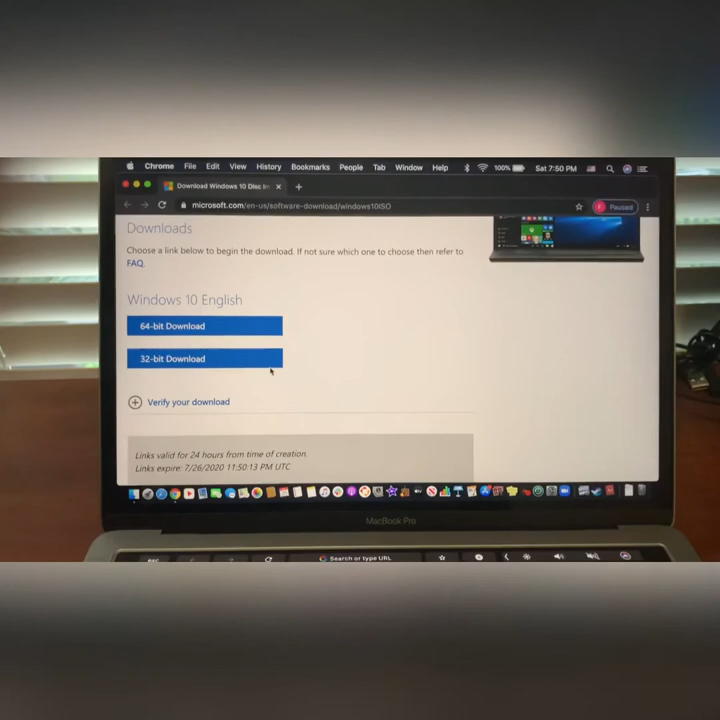 Chrome File Edit View History Bookmarks People Tab Window Help 100% Sat 7:50 PM
Download Windows 10 Disc Im
microsoft.com/en-us/software-download/windows10ISO Paused
Downloads
Choose a link below to begin the download. If not sure which one to choose then refer to
FAQ.
Windows 10 English
64-bit Download
32-bit Download
Verify your download
Links valid for 24 hours from time of creation.
Links expire: 7/26/2020 11:50:13 PM UTC
MacBook Pro
esc Search or type URL